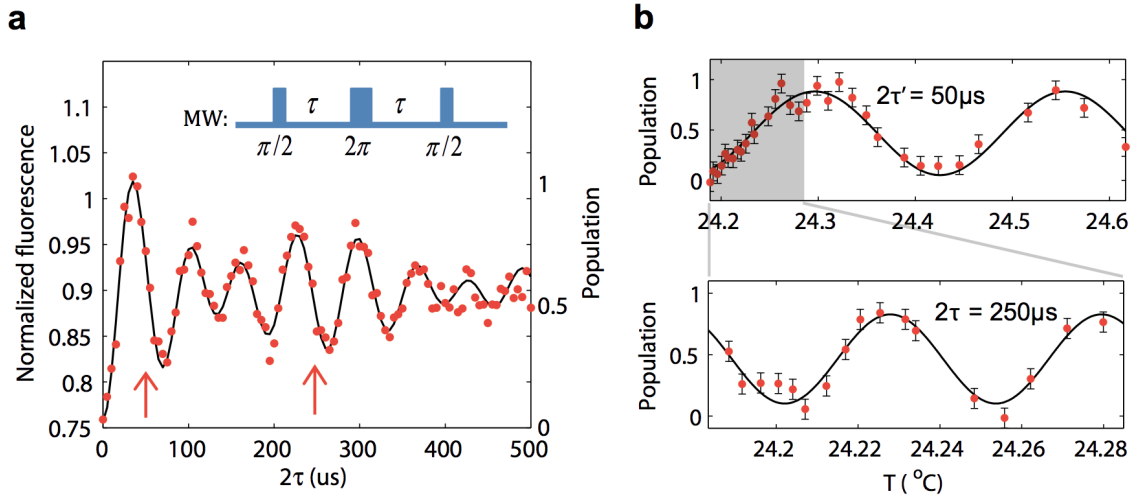 a
Normalized fluorescence
1.1
1.05
1
0.95
0.9
0.85
0.8
0.75
MW:
τ
τ
π/2
2π
π/2
1
0.5
0
Population
0
100
200
300
400
500
2τ (us)
b
Population
1
0.5
0
2τ' = 50μs
24.2
24.3
24.4
24.5
24.6
Population
1
0.5
0
2τ = 250μs
24.2
24.22
24.24
24.26
24.28
T ( °C)